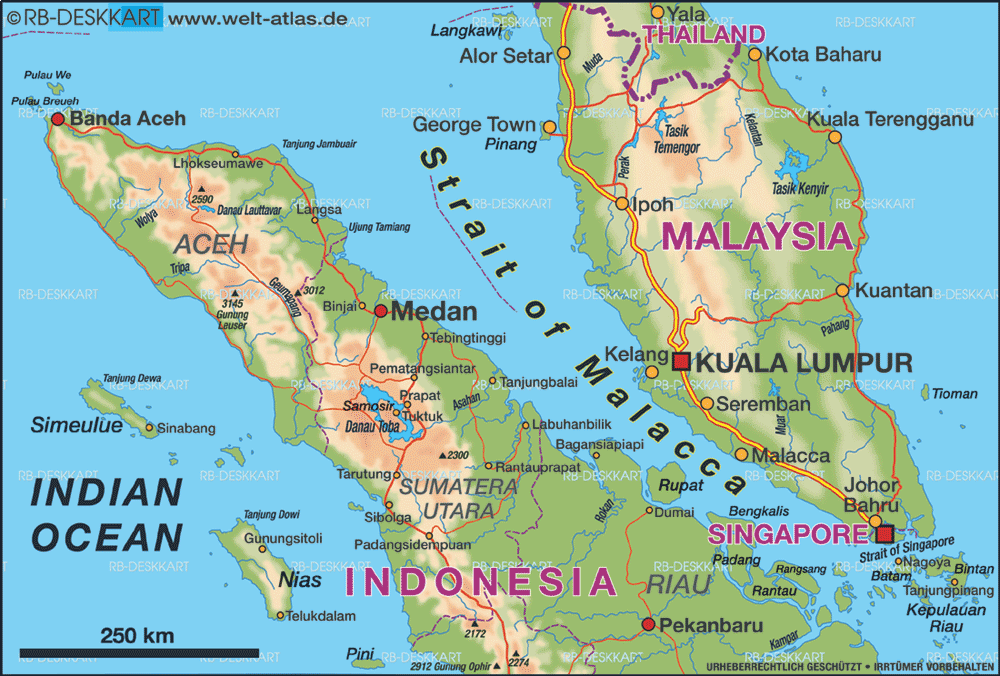 © RB-DESKKART www.welt-atlas.de
Langkawi
Yala
THAILAND
Alor Setar
Kota Baharu
Muda
Pulau We
Pulau Breueh
Banda Aceh
George Town
Pinang
Tasik
Temengor
Kelantan
Kuala Terengganu
Perak
Tanjung Jambuair
Lhokseumawe
Tasik Kenyir
2590
Danau Lauttavar
Langsa
Ipoh
Woyla
Ujung Tamiang
ACEH
MALAYSIA
Strait of Malacca
Tripa
Geumapang
3012
3145
Gunung
Leuser
Binjai
Medan
Kuantan
Pahang
Tebingtinggi
Kelang
KUALA LUMPUR
Pematangsiantar
Tanjung Dewa
Prapat
Tanjungbalai
Tioman
Samosir
Tuktuk
Asahan
Seremban
Danau Toba
Muar
Simeulue
Sinabang
Labuhanbilik
Bagansiapiapi
2300
Malacca
Tarutung
Rantauprapat
INDIAN
OCEAN
SUMATERA
UTARA
Rupat
Johor
Bahru
Sibolga
Rokan
Dumai
Bengkalis
Tanjung Dowi
Gunungsitoli
Padangsidempuan
SINGAPORE
Strait of Singapore
Padang
Nagoya
Bintan
Nias
INDONESIA
RIAU
Rangsang
Batam
Rantau
Tanjungpinang
Telukdalam
Kepulauan
Riau
250 km
2172
Pekanbaru
Kampar
Pini
2912 Gunung Ophir
2274
URHEBERRECHTLICH GESCHÜTZT • IRRTÜMER VORBEHALTEN